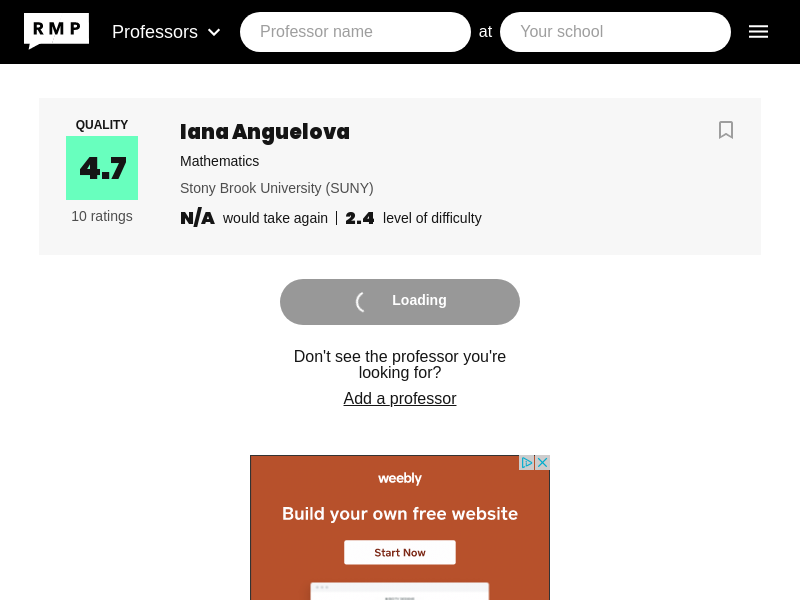 RMP Professors Professor name at Your school
QUALITY
4.7
10 ratings
Iana Anguelova
Mathematics
Stony Brook University (SUNY)
N/A would take again | 2.4 level of difficulty
Loading
Don't see the professor you're
looking for?
Add a professor
weebly
Build your own free website
Start Now